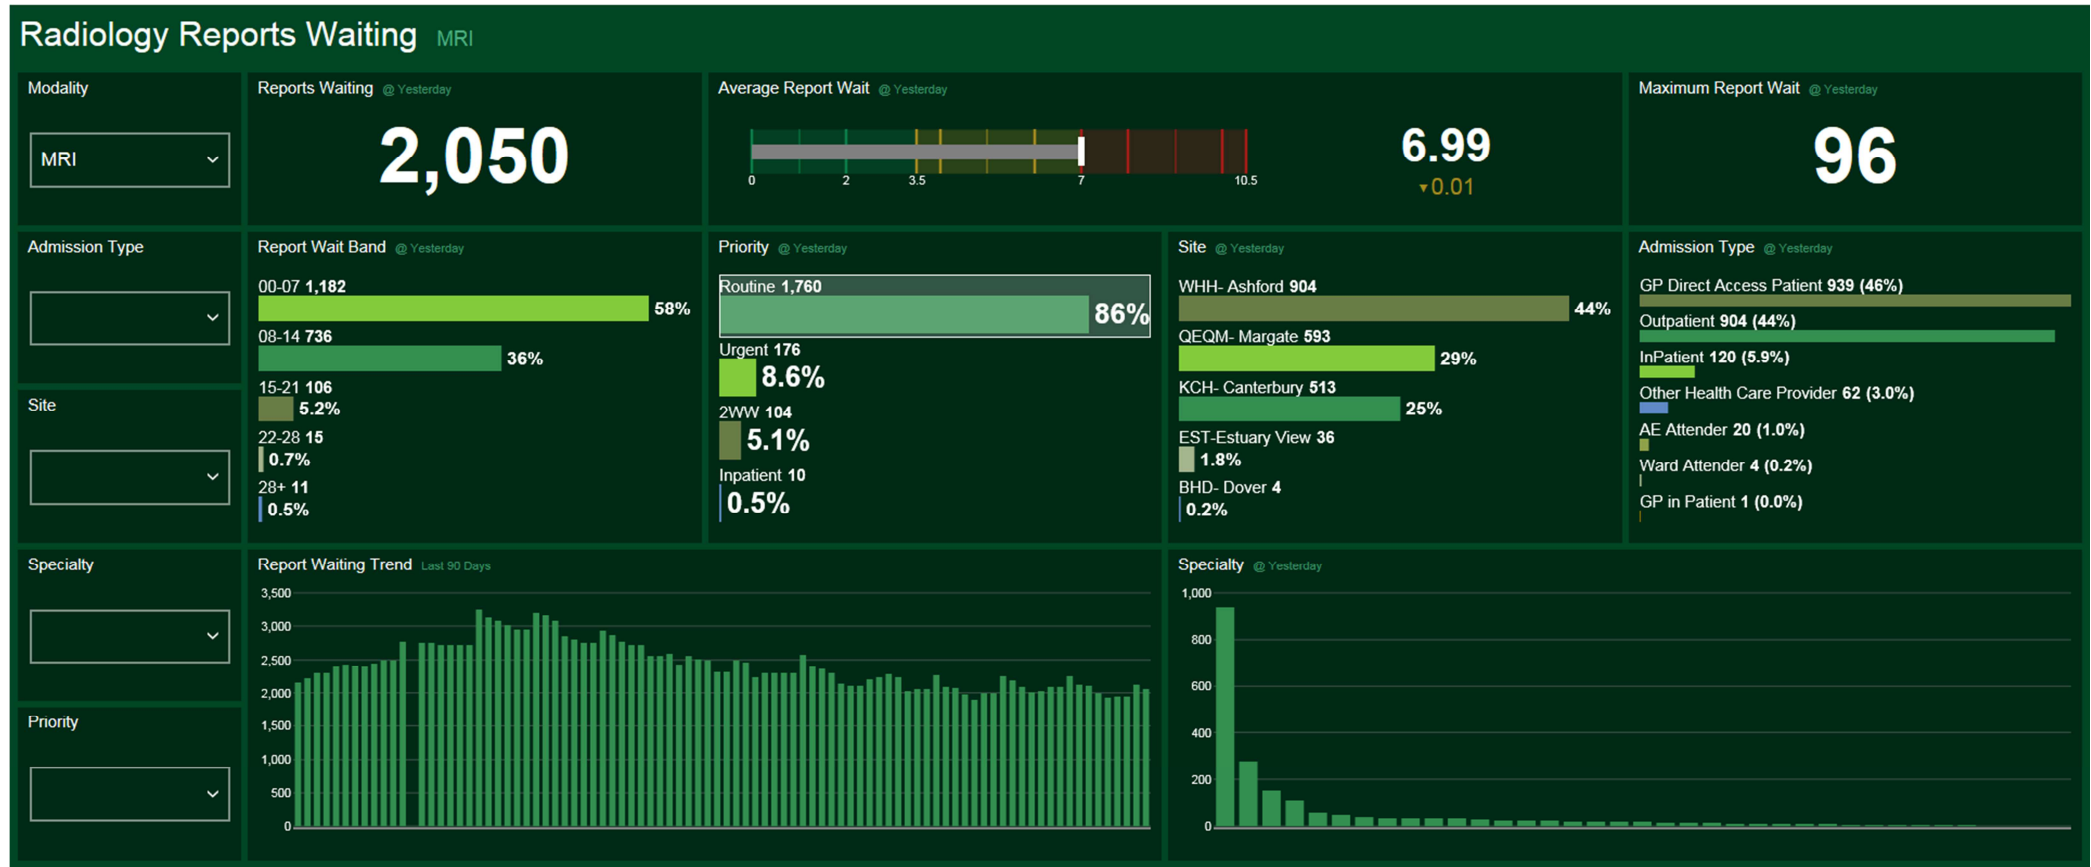 Radiology Reports Waiting MRI
Modality
MRI
Reports Waiting @ Yesterday
2,050
Average Report Wait @ Yesterday
0 2 3.5 7 10.5
6.99
▼0.01
Maximum Report Wait @ Yesterday
96
Admission Type
Site
Specialty
Priority
Report Wait Band @ Yesterday
00-07 1,182
58%
08-14 736
36%
15-21 106
5.2%
22-28 15
0.7%
28+ 11
0.5%
Priority @ Yesterday
Routine 1,760
86%
Urgent 176
8.6%
2WW 104
5.1%
Inpatient 10
0.5%
Site @ Yesterday
WHH- Ashford 904
44%
QEQM- Margate 593
29%
KCH- Canterbury 513
25%
EST-Estuary View 36
1.8%
BHD- Dover 4
0.2%
Admission Type @ Yesterday
GP Direct Access Patient 939 (46%)
Outpatient 904 (44%)
InPatient 120 (5.9%)
Other Health Care Provider 62 (3.0%)
AE Attender 20 (1.0%)
Ward Attender 4 (0.2%)
GP in Patient 1 (0.0%)
Report Waiting Trend Last 90 Days
3,500
3,000
2,500
2,000
1,500
1,000
500
0
Specialty @ Yesterday
1,000
800
600
400
200
0